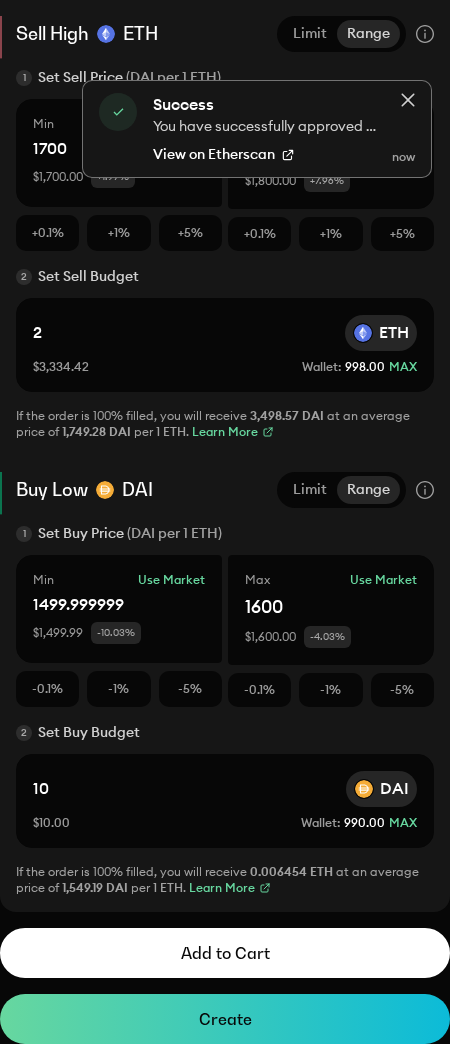 Sell High ETH Limit Range
1 Set Sell Price (DAI per 1 ETH)
Success
You have successfully approved ...
View on Etherscan now
Min
1700
$1,700.00
$1,800.00 +7.96%
+0.1% +1% +5% +0.1% +1% +5%
2 Set Sell Budget
2 ETH
$3,334.42 Wallet: 998.00 MAX
If the order is 100% filled, you will receive 3,498.57 DAI at an average
price of 1,749.28 DAI per 1 ETH. Learn More
Buy Low DAI Limit Range
1 Set Buy Price (DAI per 1 ETH)
Min Use Market Max Use Market
1499.999999 1600
$1,499.99 -10.03% $1,600.00 -4.03%
-0.1% -1% -5% -0.1% -1% -5%
2 Set Buy Budget
10 DAI
$10.00 Wallet: 990.00 MAX
If the order is 100% filled, you will receive 0.006454 ETH at an average
price of 1,549.19 DAI per 1 ETH. Learn More
Add to Cart
Create